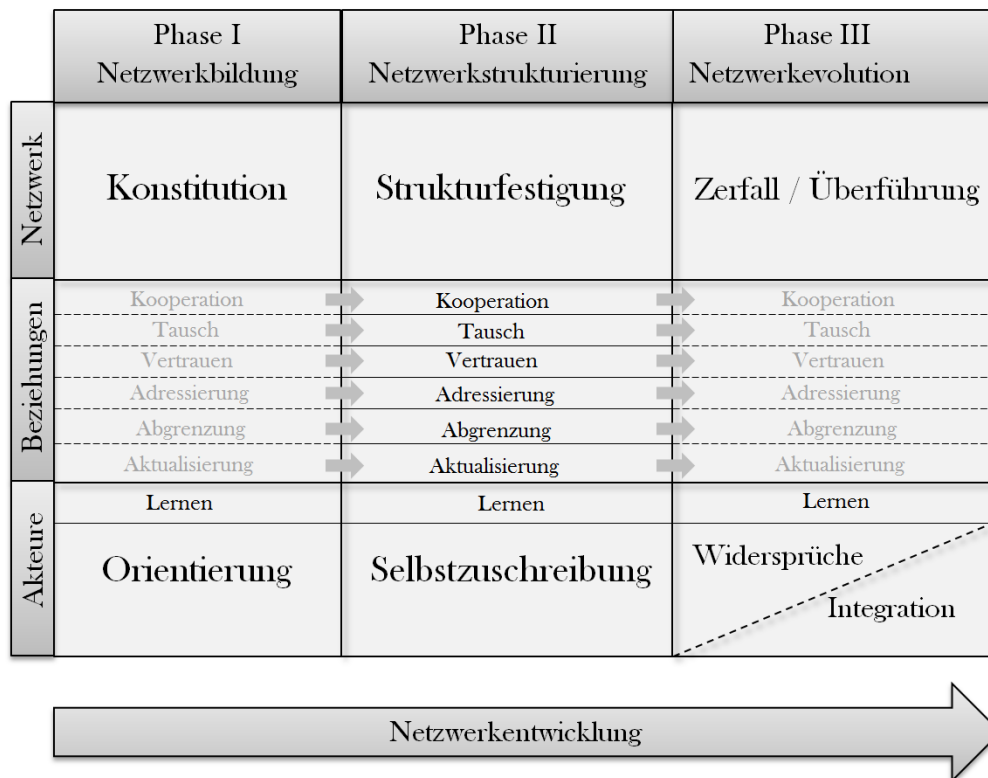 Phase I
Netzwerkbildung
Phase II
Netzwerkstrukturierung
Phase III
Netzwerkevolution
Netzwerk
Konstitution
Strukturfestigung
Zerfall / Überführung
Beziehungen
Kooperation
Kooperation
Kooperation
Tausch
Tausch
Tausch
Vertrauen
Vertrauen
Vertrauen
Adressierung
Adressierung
Adressierung
Abgrenzung
Abgrenzung
Abgrenzung
Aktualisierung
Aktualisierung
Aktualisierung
Akteure
Lernen
Lernen
Lernen
Orientierung
Selbstzuschreibung
Widersprüche
Integration
Netzwerkentwicklung